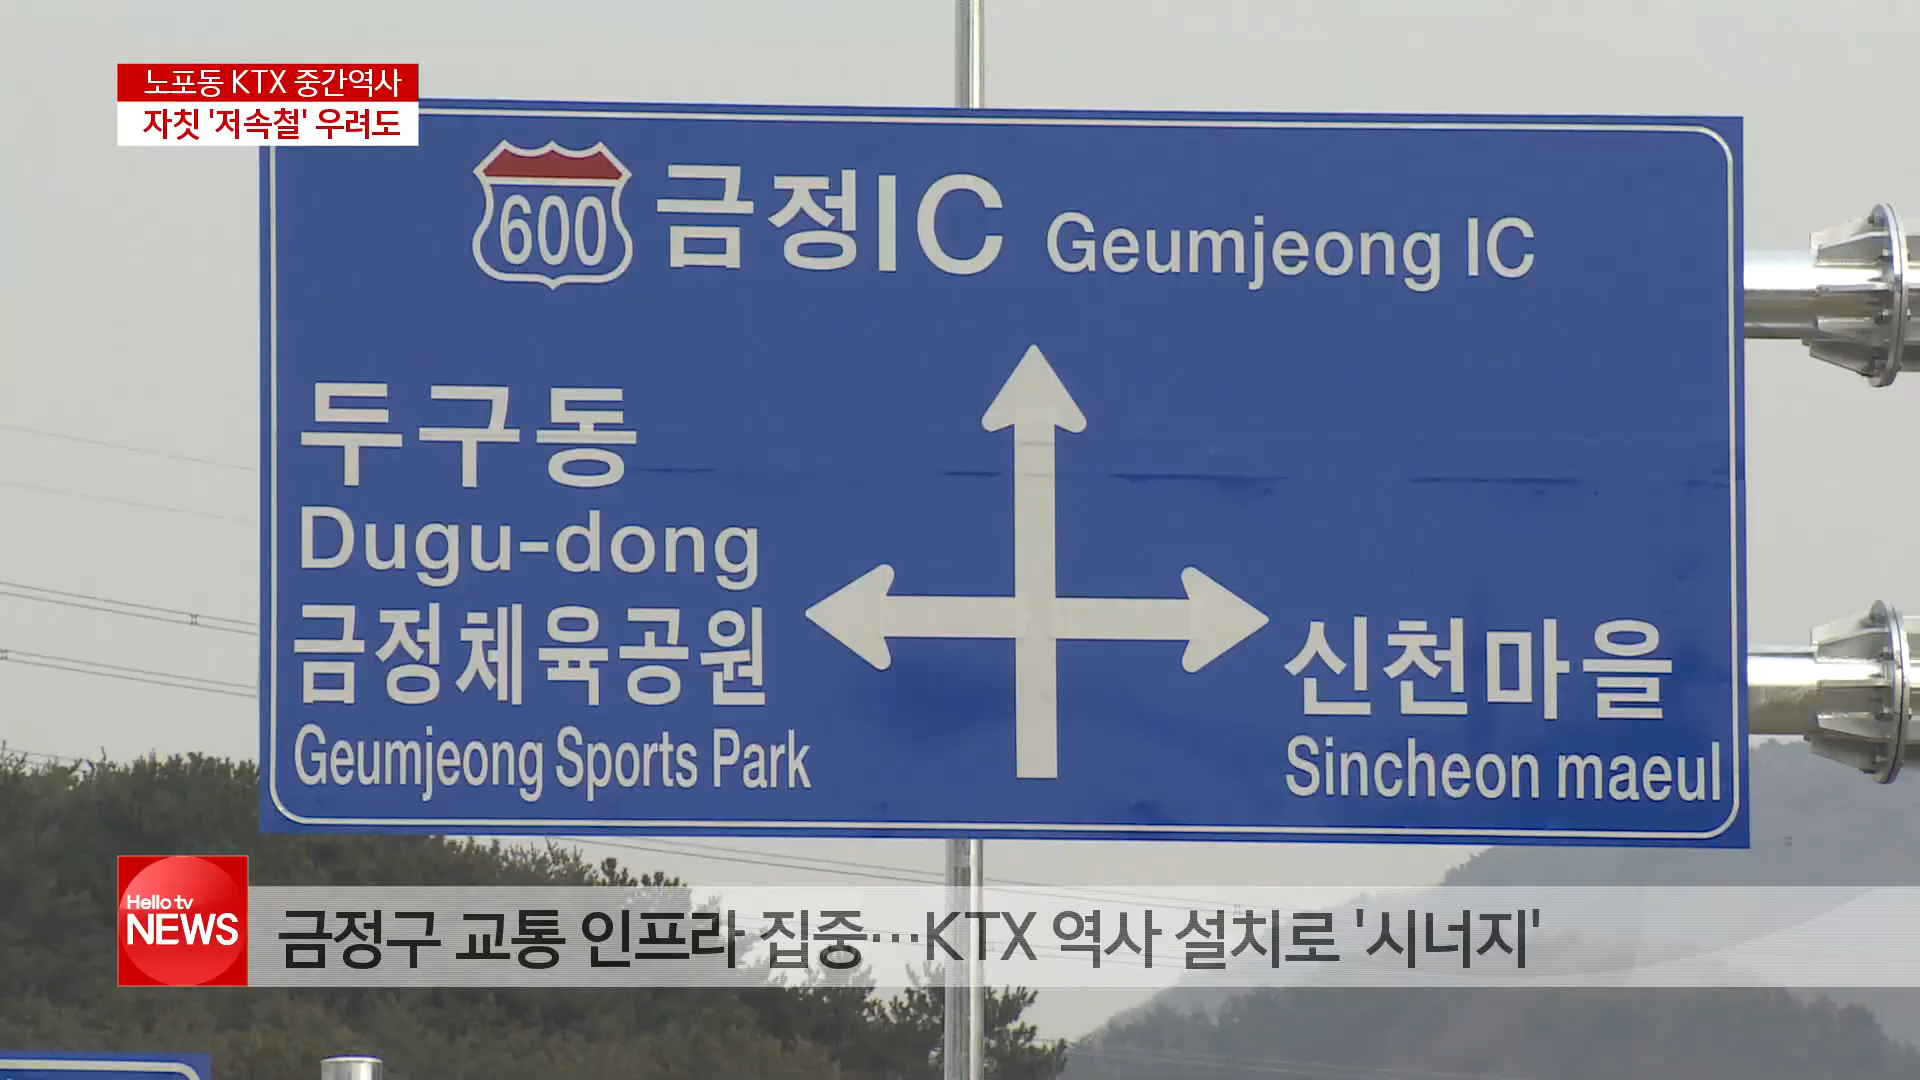 노포동 KTX 중간역사
자칫 '저속철' 우려도
600 금정IC Geumjeong IC
두구동
Dugu-dong
금정체육공원
Geumjeong Sports Park
신천마을
Sincheon maeul
Hello tv
NEWS
금정구 교통 인프라 집중…KTX 역사 설치로 '시너지'